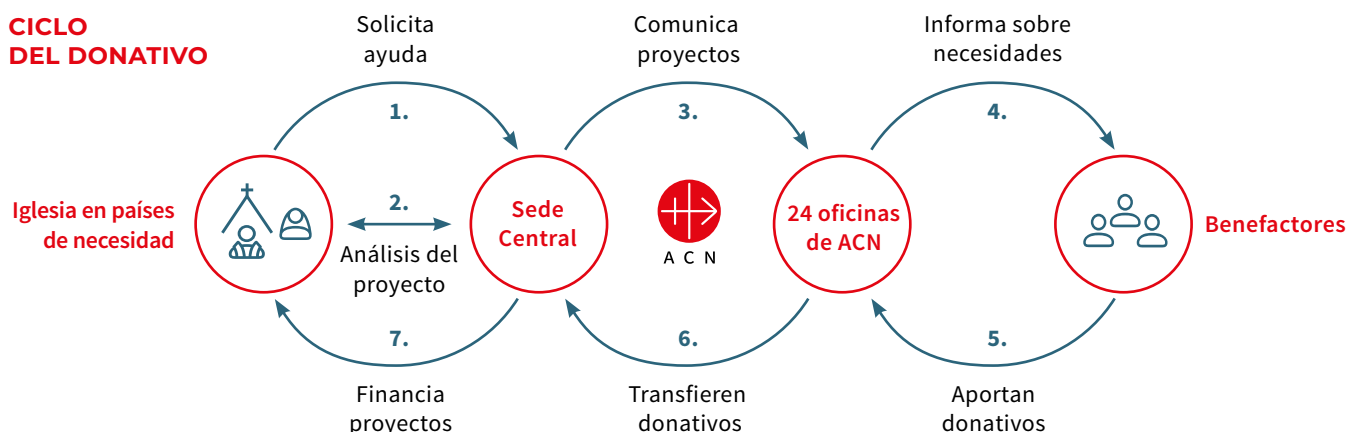 CICLO
DEL DONATIVO
Solicita
ayuda
Comunica
proyectos
Informa sobre
necesidades
1.
3.
4.
Iglesia en países
de necesidad
2.
Análisis del
proyecto
Sede
Central
A C N
24 oficinas
de ACN
Benefactores
7.
6.
5.
Financia
proyectos
Transfieren
donativos
Aportan
donativos